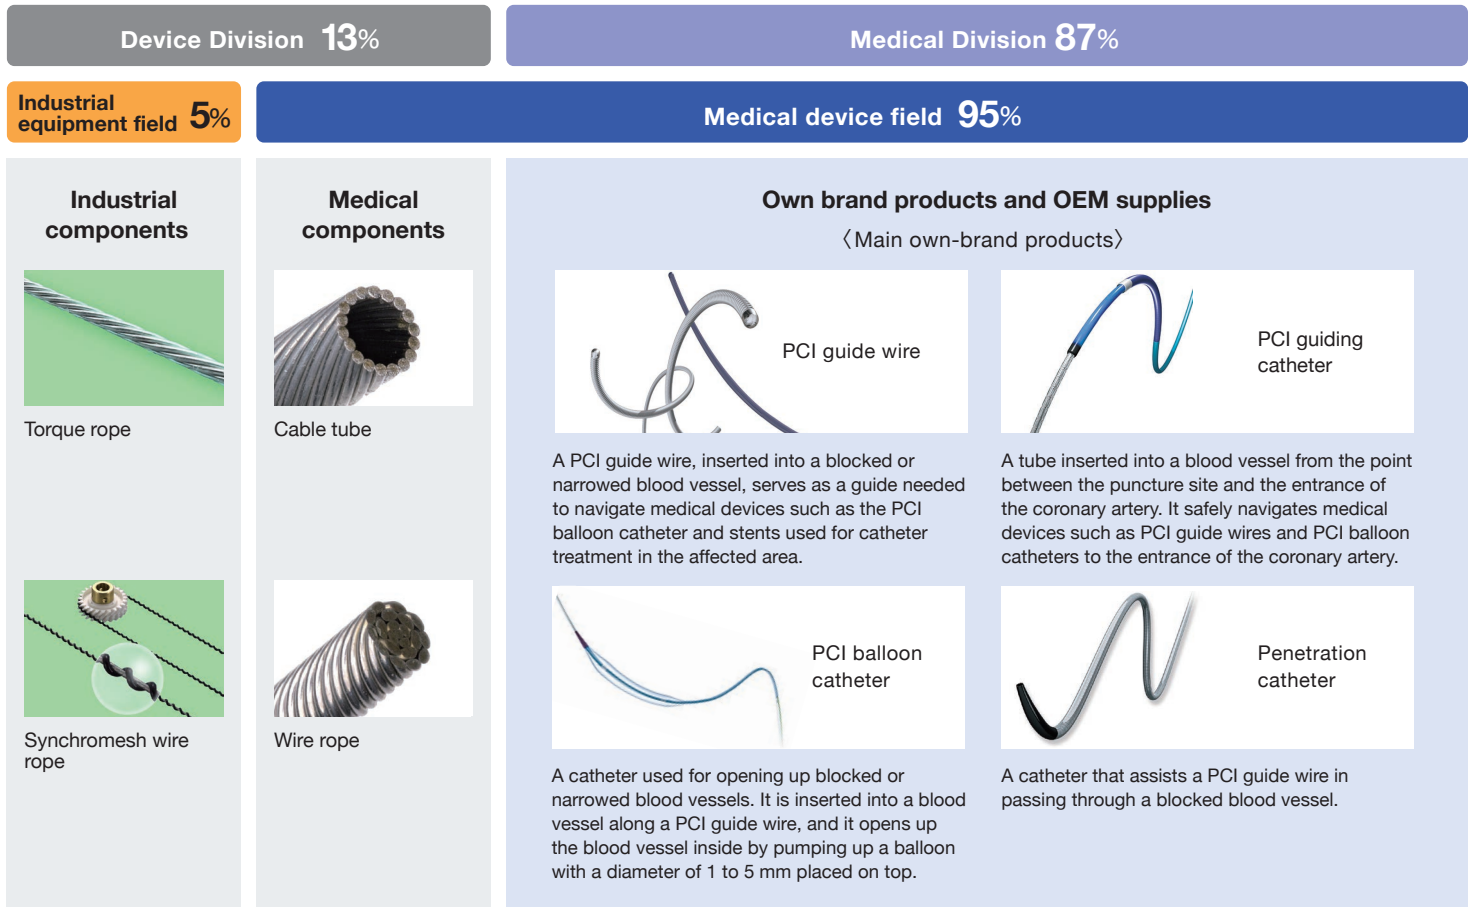 Device Division 13%
Medical Division 87%
Industrial
equipment field 5%
Medical device field 95%
Industrial
components
Torque rope
Synchromesh wire
rope
Medical
components
Cable tube
Wire rope
Own brand products and OEM supplies
〈Main own-brand products〉
PCI guide wire
A PCI guide wire, inserted into a blocked or
narrowed blood vessel, serves as a guide needed
to navigate medical devices such as the PCI
balloon catheter and stents used for catheter
treatment in the affected area.
PCI guiding
catheter
A tube inserted into a blood vessel from the point
between the puncture site and the entrance of
the coronary artery. It safely navigates medical
devices such as PCI guide wires and PCI balloon
catheters to the entrance of the coronary artery.
PCI balloon
catheter
A catheter used for opening up blocked or
narrowed blood vessels. It is inserted into a blood
vessel along a PCI guide wire, and it opens up
the blood vessel inside by pumping up a balloon
with a diameter of 1 to 5 mm placed on top.
Penetration
catheter
A catheter that assists a PCI guide wire in
passing through a blocked blood vessel.